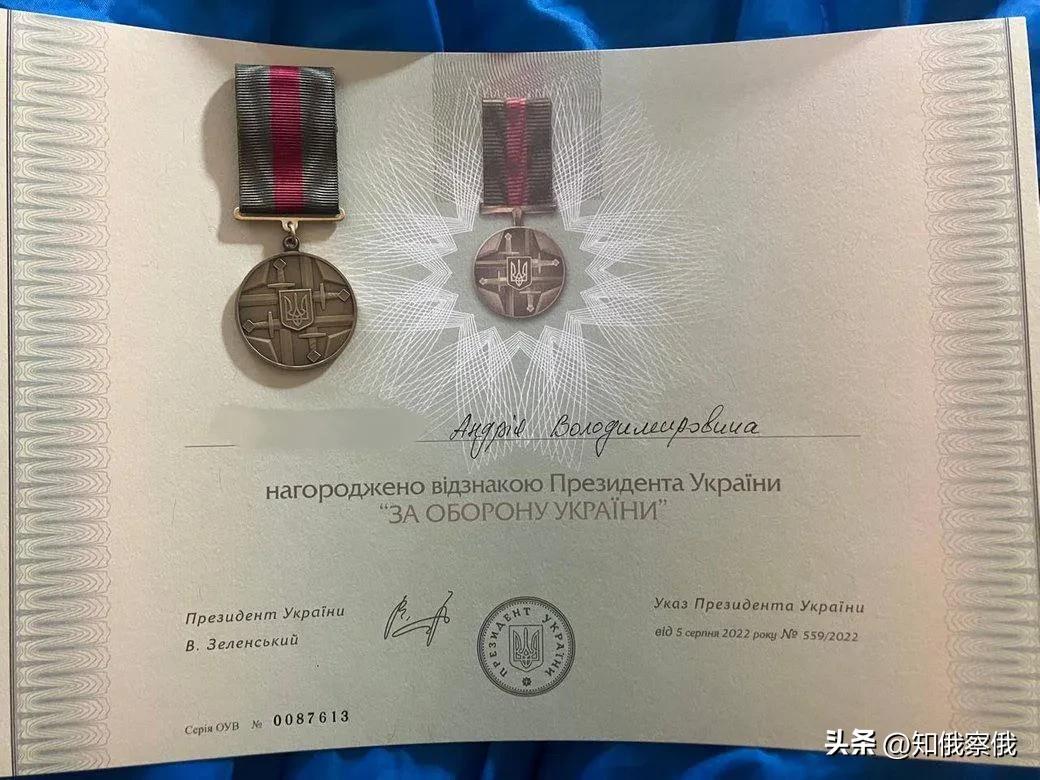 Андрія Володимировича
нагороджено відзнакою Президента України
“ЗА ОБОРОНУ УКРАЇНИ”
Президент України
В. Зеленський
ПРЕЗИДЕНТ УКРАЇНИ
Указ Президента України
від 5 серпня 2022 року № 559/2022
Серія ОУВ № 0087613
头条 @知俄察俄